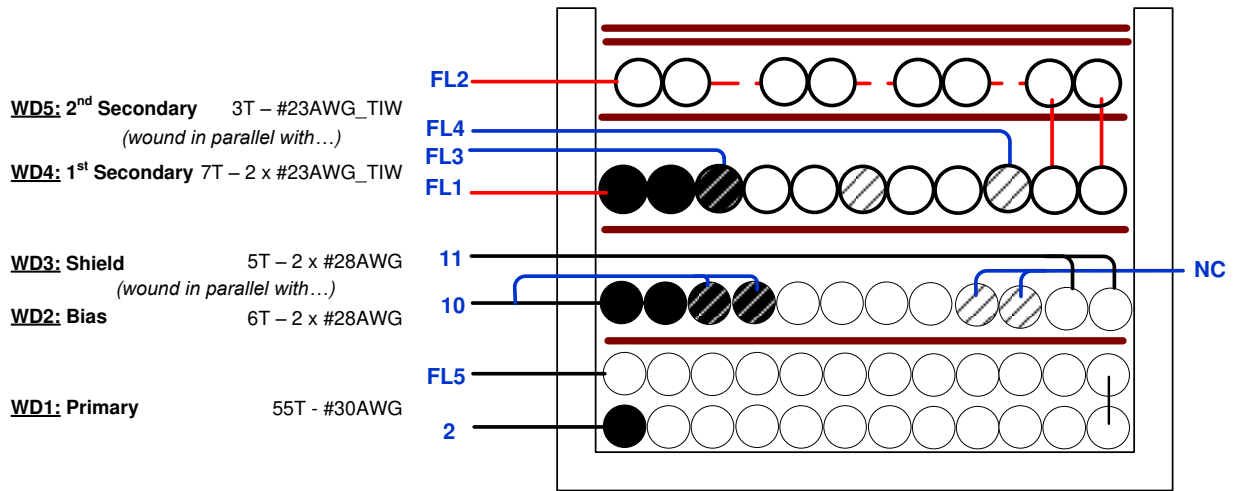 FL2
WD5: 2nd Secondary 3T – #23AWG_TIW
(wound in parallel with…)
FL4
FL3
WD4: 1st Secondary 7T – 2 x #23AWG_TIW
FL1
WD3: Shield 5T – 2 x #28AWG
11
NC
(wound in parallel with…)
10
WD2: Bias 6T – 2 x #28AWG
FL5
WD1: Primary 55T - #30AWG
2